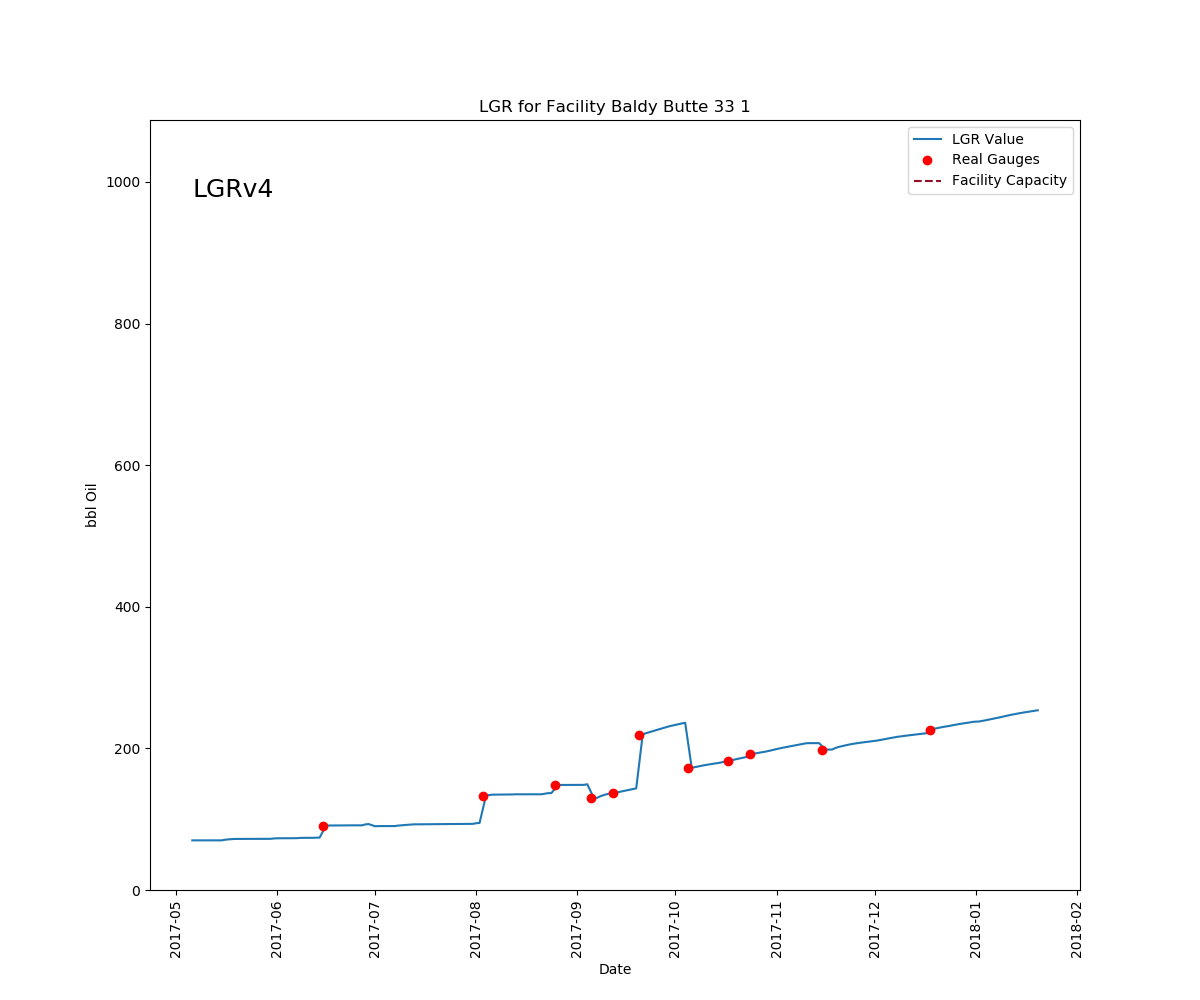 LGR for Facility Baldy Butte 33 1
LGR Value
Real Gauges
Facility Capacity
LGRv4
1000
800
600
400
200
0
bbl Oil
2017-05
2017-06
2017-07
2017-08
2017-09
2017-10
2017-11
2017-12
2018-01
2018-02
Date